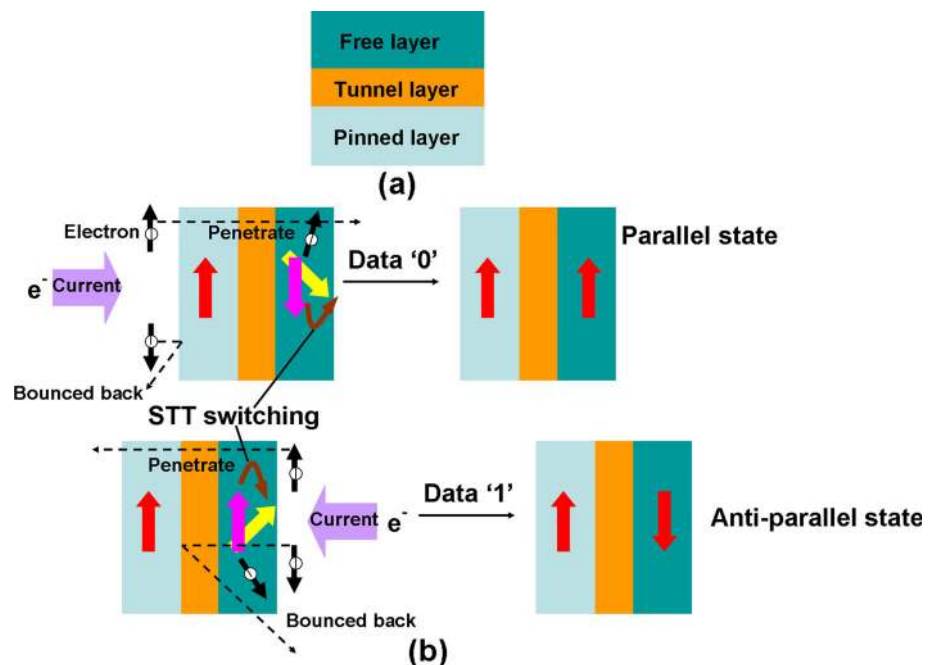 Free layer
Tunnel layer
Pinned layer
(a)
Electron
Penetrate
Parallel state
Data ‘0’
e- Current
Bounced back
STT switching
Penetrate
Data ‘1’
Current e-
Anti-parallel state
Bounced back
(b)